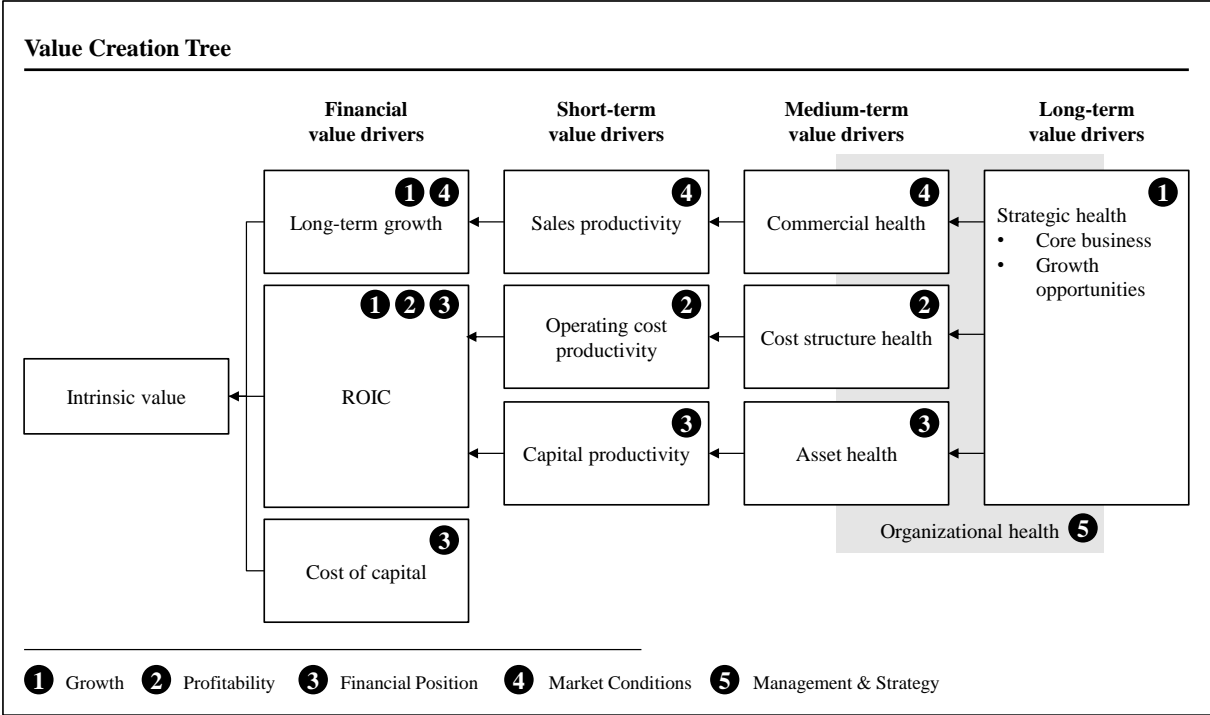 Value Creation Tree
Financial
value drivers
Short-term
value drivers
Medium-term
value drivers
Long-term
value drivers
1 4
Long-term growth
4
Sales productivity
4
Commercial health
1
Strategic health
• Core business
• Growth
opportunities
1 2 3
ROIC
2
Operating cost
productivity
2
Cost structure health
Intrinsic value
3
Capital productivity
3
Asset health
Organizational health 5
3
Cost of capital
1 Growth 2 Profitability 3 Financial Position 4 Market Conditions 5 Management & Strategy